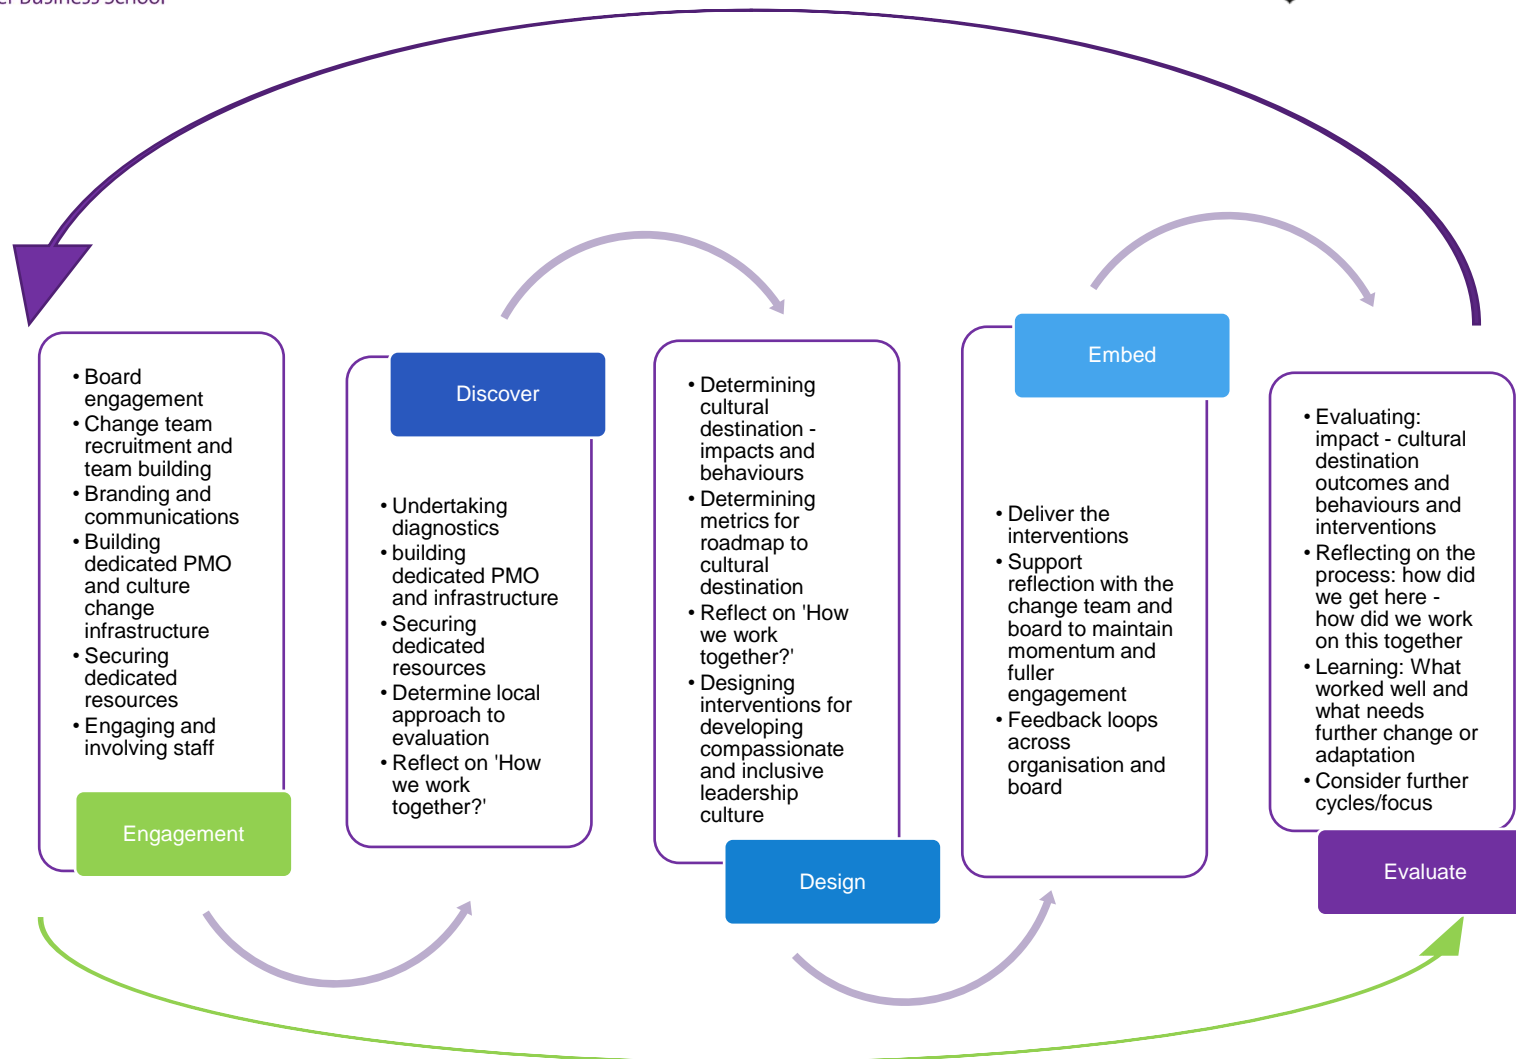 Business School
• Board
engagement
• Change team
recruitment and
team building
• Branding and
communications
• Building
dedicated PMO
and culture
change
infrastructure
• Securing
dedicated
resources
• Engaging and
involving staff
Engagement
Discover
• Undertaking
diagnostics
• building
dedicated PMO
and infrastructure
• Securing
dedicated
resources
• Determine local
approach to
evaluation
• Reflect on 'How
we work
together?'
• Determining
cultural
destination -
impacts and
behaviours
• Determining
metrics for
roadmap to
cultural
destination
• Reflect on 'How
we work
together?'
• Designing
interventions for
developing
compassionate
and inclusive
leadership
culture
Design
Embed
• Deliver the
interventions
• Support
reflection with the
change team and
board to maintain
momentum and
fuller
engagement
• Feedback loops
across
organisation and
board
• Evaluating:
impact - cultural
destination
outcomes and
behaviours and
interventions
• Reflecting on the
process: how did
we get here -
how did we work
on this together
• Learning: What
worked well and
what needs
further change or
adaptation
• Consider further
cycles/focus
Evaluate